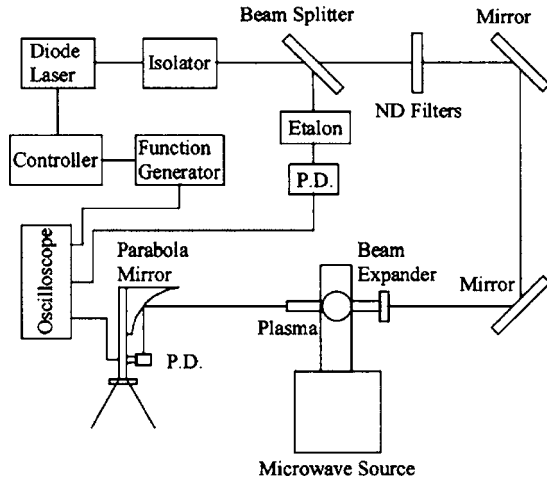 Beam Splitter
Mirror
Diode
Laser
Isolator
ND Filters
Etalon
Controller
Function
Generator
P.D.
Oscilloscope
Parabola
Mirror
Beam
Expander
Mirror
Plasma
P.D.
Microwave Source